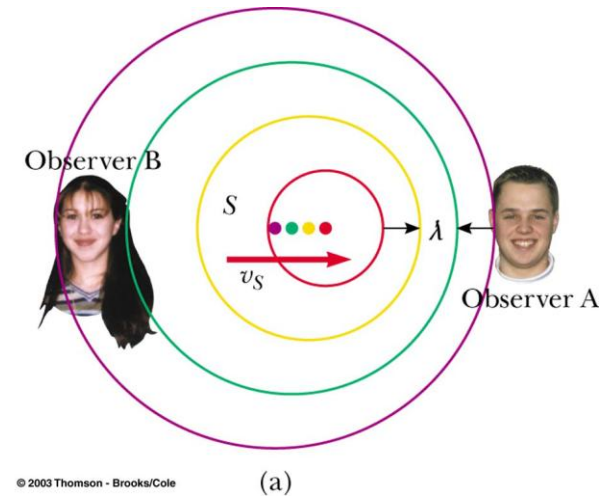 Observer B
S
λ′
v_S
Observer A
© 2003 Thomson - Brooks/Cole
(a)